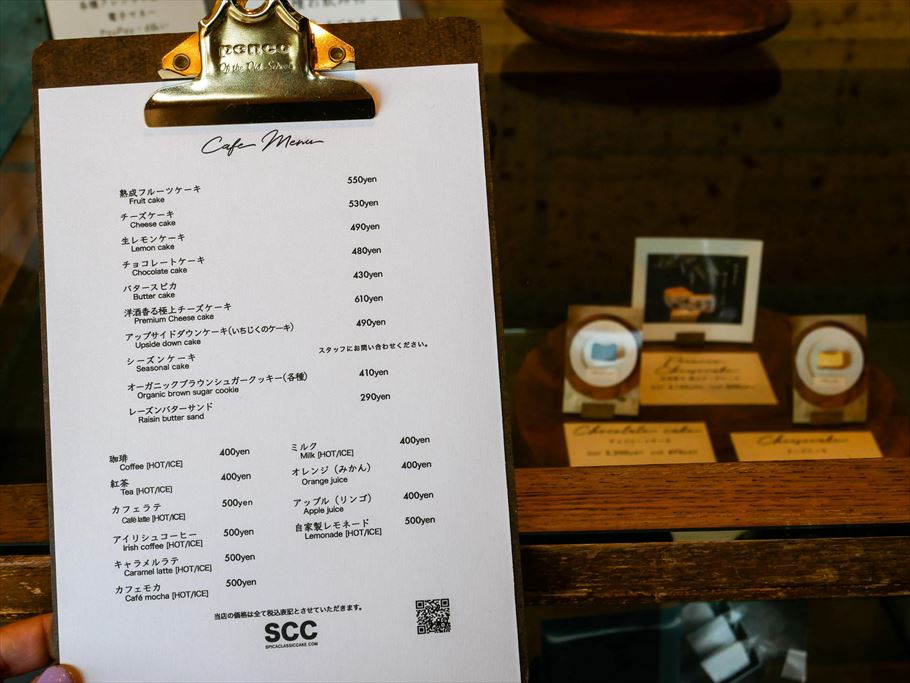 penco
Cafe Menu
熟成フルーツケーキ 550yen
Fruit cake
チーズケーキ 530yen
Cheese cake
生レモンケーキ 490yen
Lemon cake
チョコレートケーキ 480yen
Chocolate cake
バタースピカ 430yen
Butter cake
洋酒香る極上チーズケーキ 610yen
Premium Cheese cake
アップサイドダウンケーキ(いちじくのケーキ) 490yen
Upside down cake
シーズンケーキ スタッフにお問い合わせください。
Seasonal cake
オーガニックブラウンシュガークッキー(各種) 410yen
Organic brown sugar cookie
レーズンバターサンド 290yen
Raisin butter sand
珈琲 400yen
Coffee [HOT/ICE]
紅茶 400yen
Tea [HOT/ICE]
カフェラテ 500yen
Café latte [HOT/ICE]
アイリシュコーヒー 500yen
Irish coffee [HOT/ICE]
キャラメルラテ 500yen
Caramel latte [HOT/ICE]
カフェモカ 500yen
Café mocha [HOT/ICE]
ミルク 400yen
Milk [HOT/ICE]
オレンジ（みかん） 400yen
Orange juice
アップル（リンゴ） 400yen
Apple juice
自家製レモネード 500yen
Lemonade [HOT/ICE]
当店の価格は全て税込表記とさせていただきます。
SCC
SPICACLASSICCAKE.COM
Chocolate cake
Cheesecake
チーズケーキ